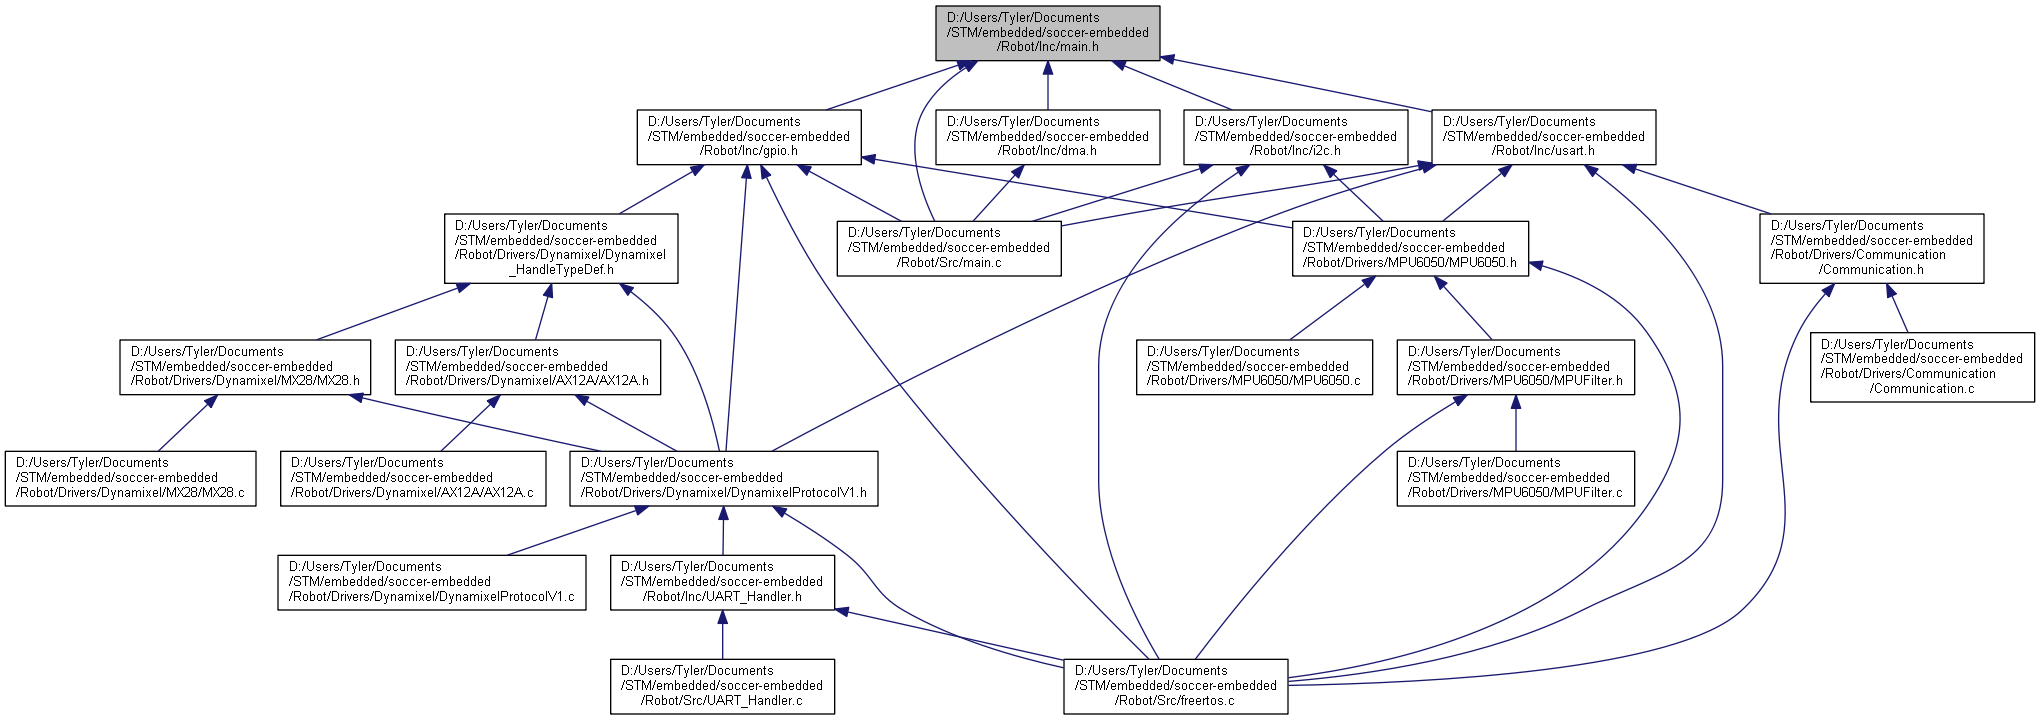 D:/Users/Tyler/Documents
/STM/embedded/soccer-embedded
/Robot/Inc/main.h
D:/Users/Tyler/Documents
/STM/embedded/soccer-embedded
/Robot/Inc/gpio.h
D:/Users/Tyler/Documents
/STM/embedded/soccer-embedded
/Robot/Inc/dma.h
D:/Users/Tyler/Documents
/STM/embedded/soccer-embedded
/Robot/Inc/i2c.h
D:/Users/Tyler/Documents
/STM/embedded/soccer-embedded
/Robot/Inc/usart.h
D:/Users/Tyler/Documents
/STM/embedded/soccer-embedded
/Robot/Drivers/Dynamixel/Dynamixel
_HandleTypeDef.h
D:/Users/Tyler/Documents
/STM/embedded/soccer-embedded
/Robot/Src/main.c
D:/Users/Tyler/Documents
/STM/embedded/soccer-embedded
/Robot/Drivers/MPU6050/MPU6050.h
D:/Users/Tyler/Documents
/STM/embedded/soccer-embedded
/Robot/Drivers/Communication
/Communication.h
D:/Users/Tyler/Documents
/STM/embedded/soccer-embedded
/Robot/Drivers/Dynamixel/MX28/MX28.h
D:/Users/Tyler/Documents
/STM/embedded/soccer-embedded
/Robot/Drivers/Dynamixel/AX12A/AX12A.h
D:/Users/Tyler/Documents
/STM/embedded/soccer-embedded
/Robot/Drivers/MPU6050/MPU6050.c
D:/Users/Tyler/Documents
/STM/embedded/soccer-embedded
/Robot/Drivers/MPU6050/MPUFilter.h
D:/Users/Tyler/Documents
/STM/embedded/soccer-embedded
/Robot/Drivers/Communication
/Communication.c
D:/Users/Tyler/Documents
/STM/embedded/soccer-embedded
/Robot/Drivers/Dynamixel/MX28/MX28.c
D:/Users/Tyler/Documents
/STM/embedded/soccer-embedded
/Robot/Drivers/Dynamixel/AX12A/AX12A.c
D:/Users/Tyler/Documents
/STM/embedded/soccer-embedded
/Robot/Drivers/Dynamixel/DynamixelProtocolV1.h
D:/Users/Tyler/Documents
/STM/embedded/soccer-embedded
/Robot/Drivers/MPU6050/MPUFilter.c
D:/Users/Tyler/Documents
/STM/embedded/soccer-embedded
/Robot/Drivers/Dynamixel/DynamixelProtocolV1.c
D:/Users/Tyler/Documents
/STM/embedded/soccer-embedded
/Robot/Inc/UART_Handler.h
D:/Users/Tyler/Documents
/STM/embedded/soccer-embedded
/Robot/Src/UART_Handler.c
D:/Users/Tyler/Documents
/STM/embedded/soccer-embedded
/Robot/Src/freertos.c